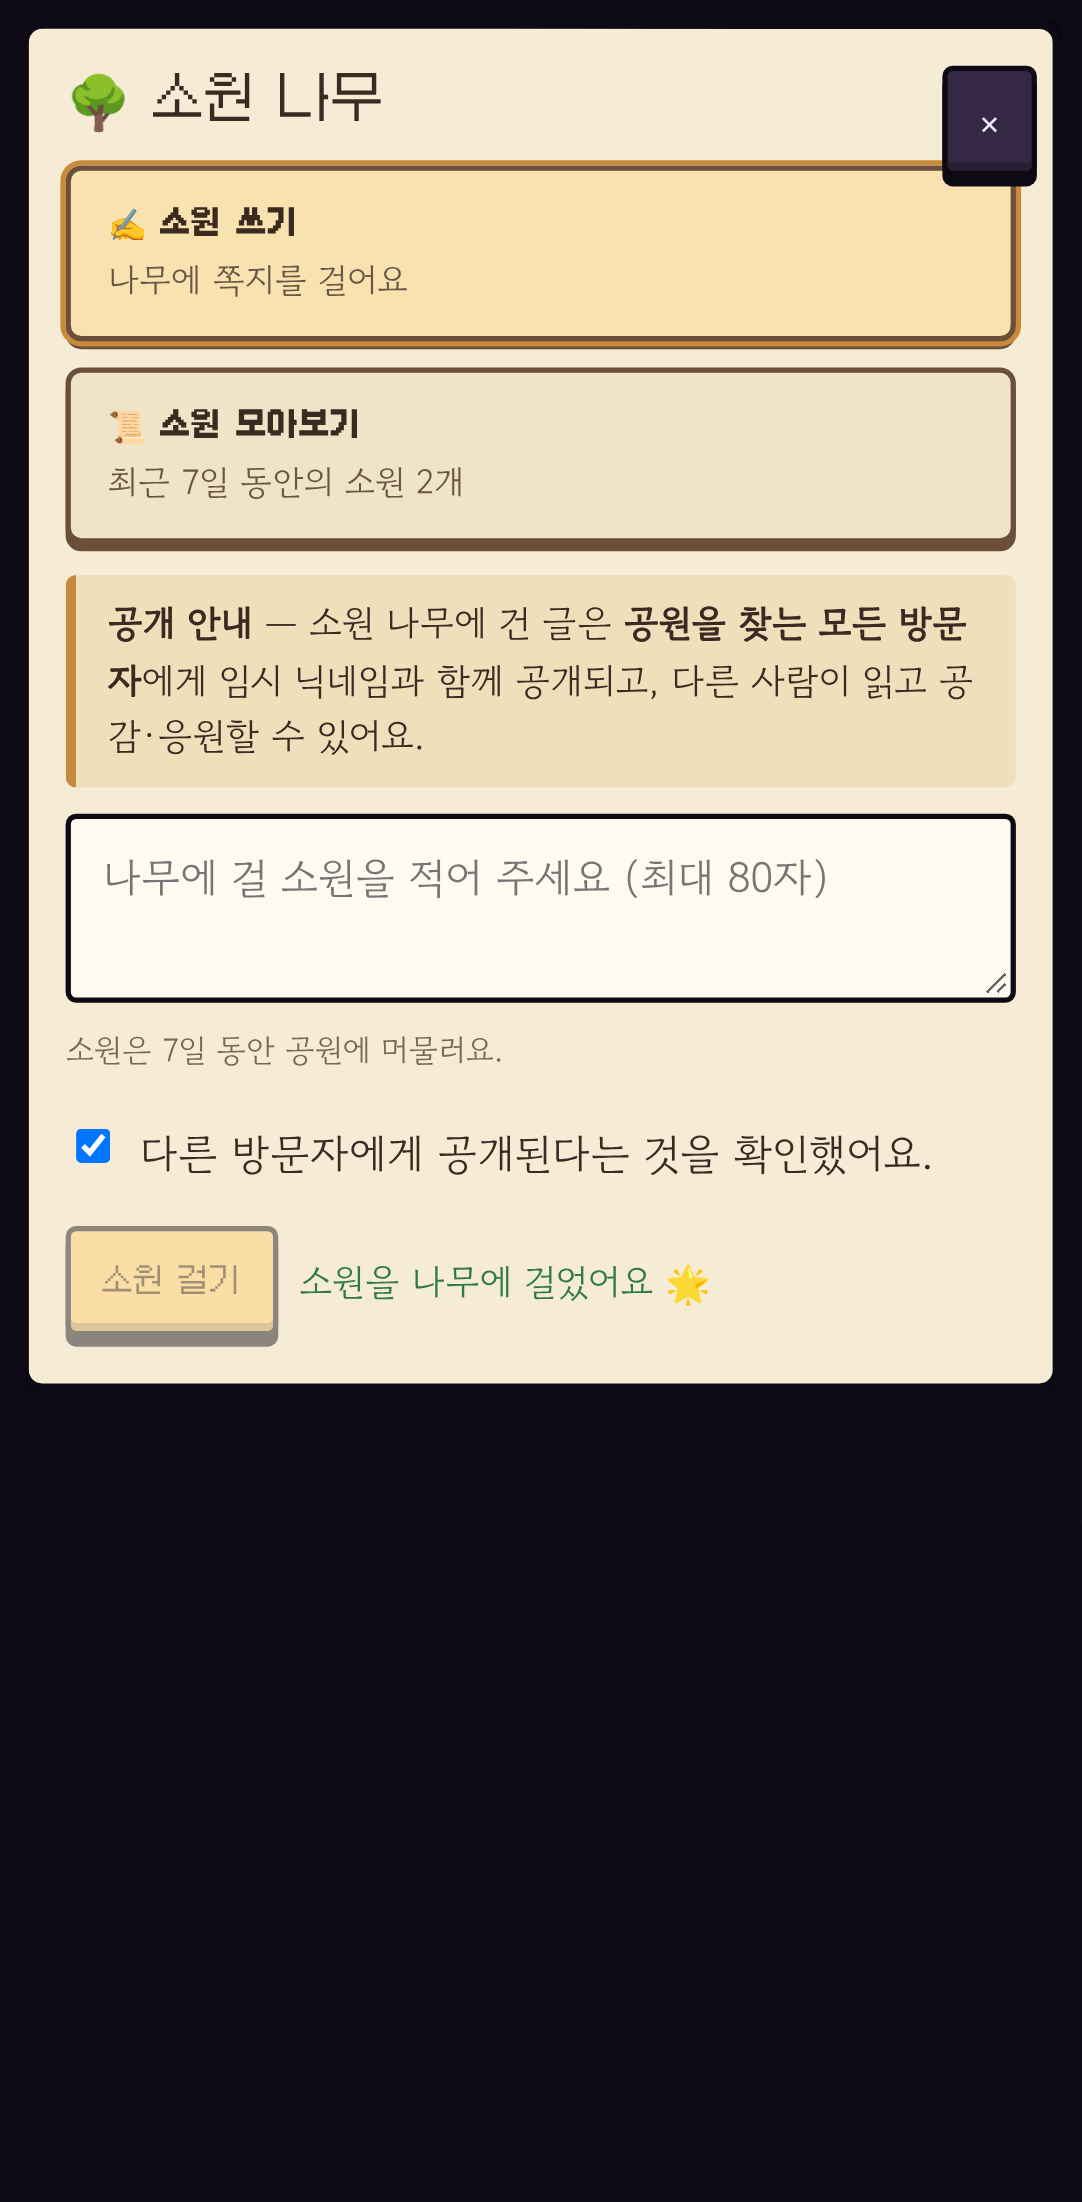 🌳 소원 나무
×
✍️ 소원 쓰기
나무에 쪽지를 걸어요
📜 소원 모아보기
최근 7일 동안의 소원 2개
공개 안내 — 소원 나무에 건 글은 공원을 찾는 모든 방문
자에게 임시 닉네임과 함께 공개되고, 다른 사람이 읽고 공
감·응원할 수 있어요.
나무에 걸 소원을 적어 주세요 (최대 80자)
소원은 7일 동안 공원에 머물러요.
다른 방문자에게 공개된다는 것을 확인했어요.
소원 걸기
소원을 나무에 걸었어요 🌟